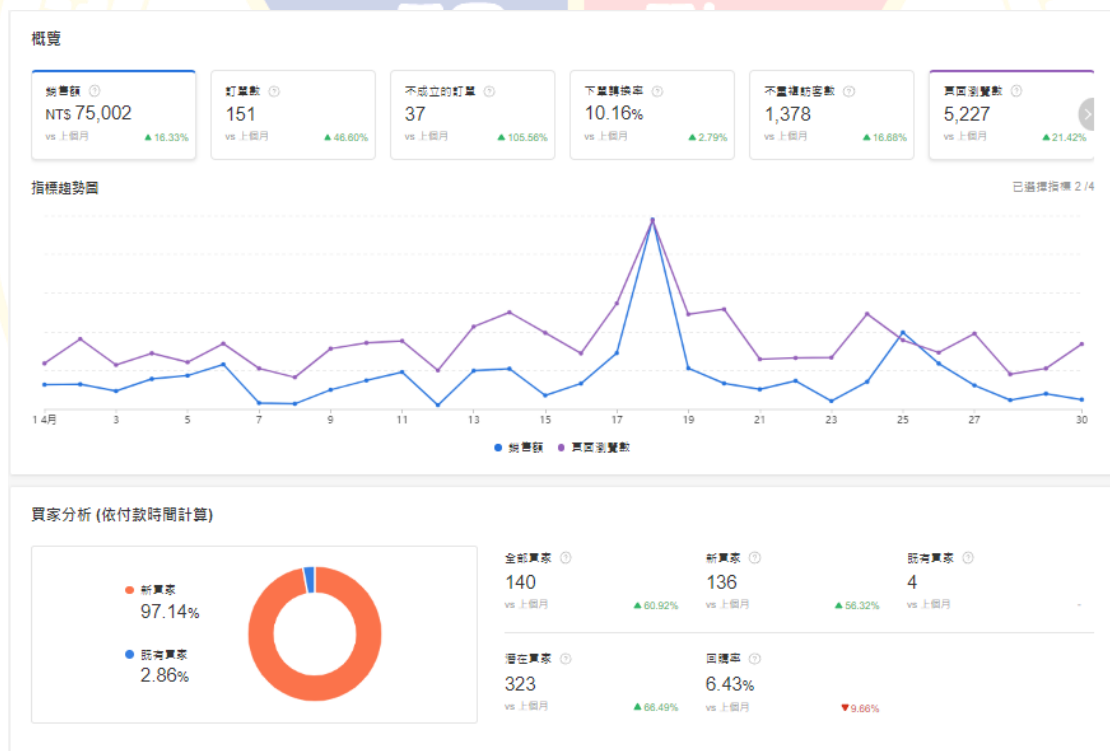 概覽
銷售額
NT$ 75,002
vs 上個月 ▲16.33%
訂單數
151
vs 上個月 ▲46.60%
不成立的訂單
37
vs 上個月 ▲105.56%
下單轉換率
10.16%
vs 上個月 ▲2.79%
不重複訪客數
1,378
vs 上個月 ▲16.68%
頁面瀏覽數
5,227
vs 上個月 ▲21.42%
指標趨勢圖
已選擇指標 2 /4
1 4月 3 5 7 9 11 13 15 17 19 21 23 25 27 30
銷售額 頁面瀏覽數
買家分析 (依付款時間計算)
新買家
97.14%
既有買家
2.86%
全部買家
140
vs 上個月 ▲60.92%
新買家
136
vs 上個月 ▲56.32%
既有買家
4
vs 上個月 -
潛在買家
323
vs 上個月 ▲66.49%
回購率
6.43%
vs 上個月 ▼9.66%